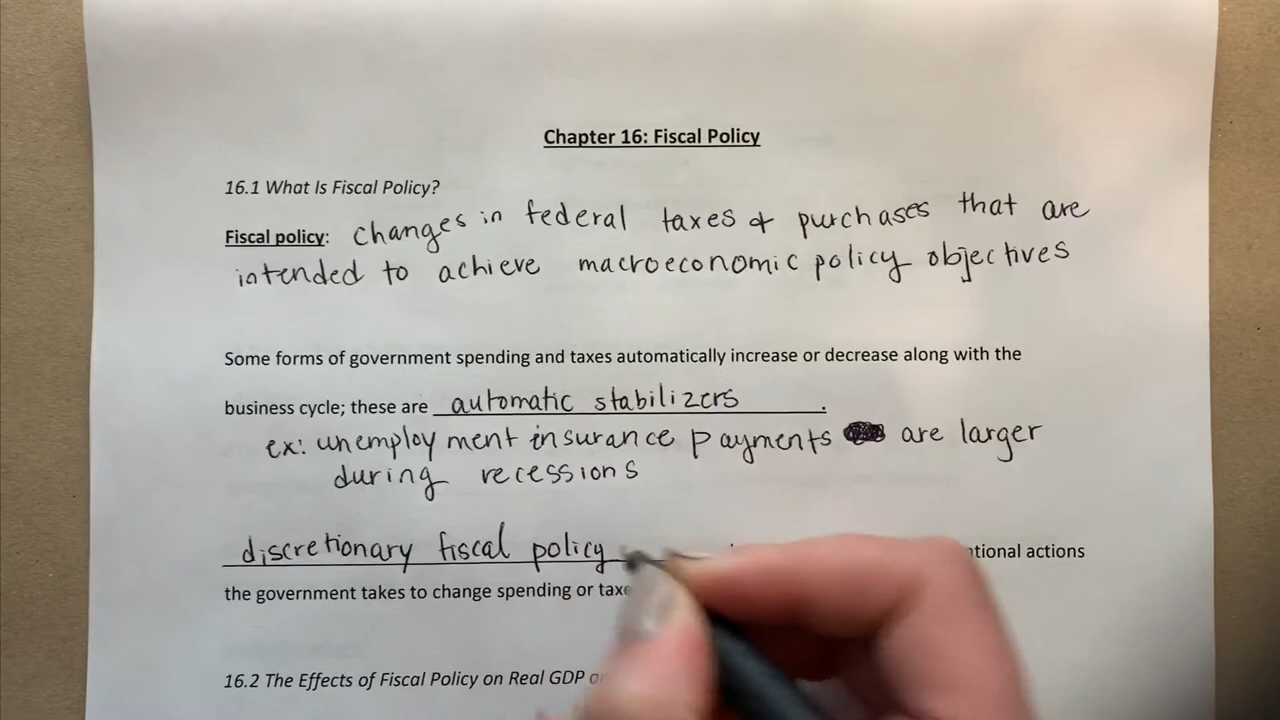 Chapter 16: Fiscal Policy
16.1 What Is Fiscal Policy?
Fiscal policy: changes in federal taxes & purchases that are
intended to achieve macroeconomic policy objectives
Some forms of government spending and taxes automatically increase or decrease along with the
business cycle; these are automatic stabilizers.
ex: unemployment insurance payments are larger
during recessions
discretionary fiscal policy actions
the government takes to change spending or
16.2 The Effects of Fiscal Policy on Real GDP